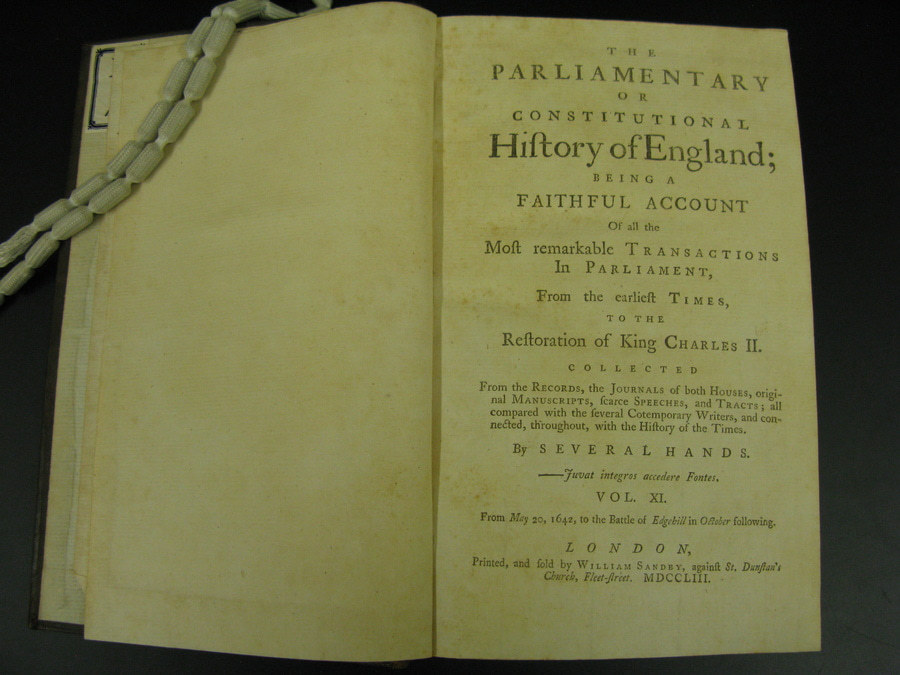 THE
PARLIAMENTARY
OR
CONSTITUTIONAL
Hiſtory of England;
BEING A
FAITHFUL ACCOUNT
Of all the
Moſt remarkable TRANSACTIONS
In PARLIAMENT,
From the earlieſt TIMES,
TO THE
Reſtoration of King CHARLES II.
COLLECTED
From the RECORDS, the JOURNALS of both HOUSES, origi-
nal MANUSCRIPTS, ſcarce SPEECHES, and TRACTS; all
compared with the ſeveral Cotemporary Writers, and con-
nected, throughout, with the Hiſtory of the Times.
By SEVERAL HANDS.
——Juvat integros accedere Fontes.
VOL. XI.
From May 20, 1642, to the Battle of Edgehill in October following.
LONDON,
Printed, and ſold by WILLIAM SANDBY, againſt St. Dunſtan's
Church, Fleet-ſtreet. MDCCLIII.